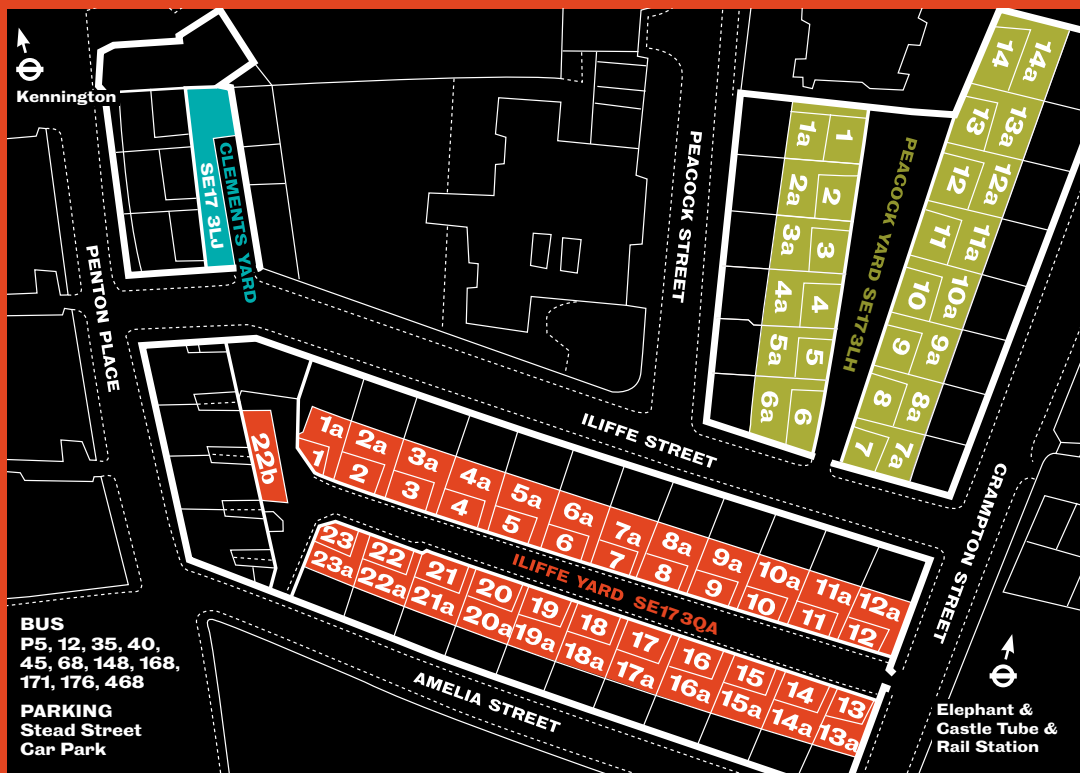 Kennington
CLEMENTS YARD
SE17 3LJ
PENTON PLACE
PEACOCK STREET
1a 1
2a 2
3a 3
4a 4
5a 5
6a 6
PEACOCK YARD SE17 3LH
14 14a
13 13a
12 12a
11 11a
10 10a
9 9a
8 8a
7 7a
ILIFFE STREET
CRAMPTON STREET
22b
1a 2a 3a 4a 5a 6a 7a 8a 9a 10a 11a 12a
1 2 3 4 5 6 7 8 9 10 11 12
ILIFFE YARD SE17 3QA
23 22 21 20 19 18 17 16 15 14 13
23a 22a 21a 20a 19a 18a 17a 16a 15a 14a 13a
AMELIA STREET
BUS
P5, 12, 35, 40,
45, 68, 148, 168,
171, 176, 468
PARKING
Stead Street
Car Park
Elephant &
Castle Tube &
Rail Station